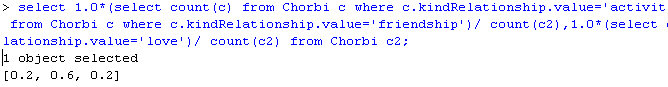 > select 1.0*(select count(c) from Chorbi c where c.kindRelationship.value='activit
from Chorbi c where c.kindRelationship.value='friendship')/ count(c2),1.0*(select
lationship.value='love')/ count(c2) from Chorbi c2;
1 object selected
[0.2, 0.6, 0.2]